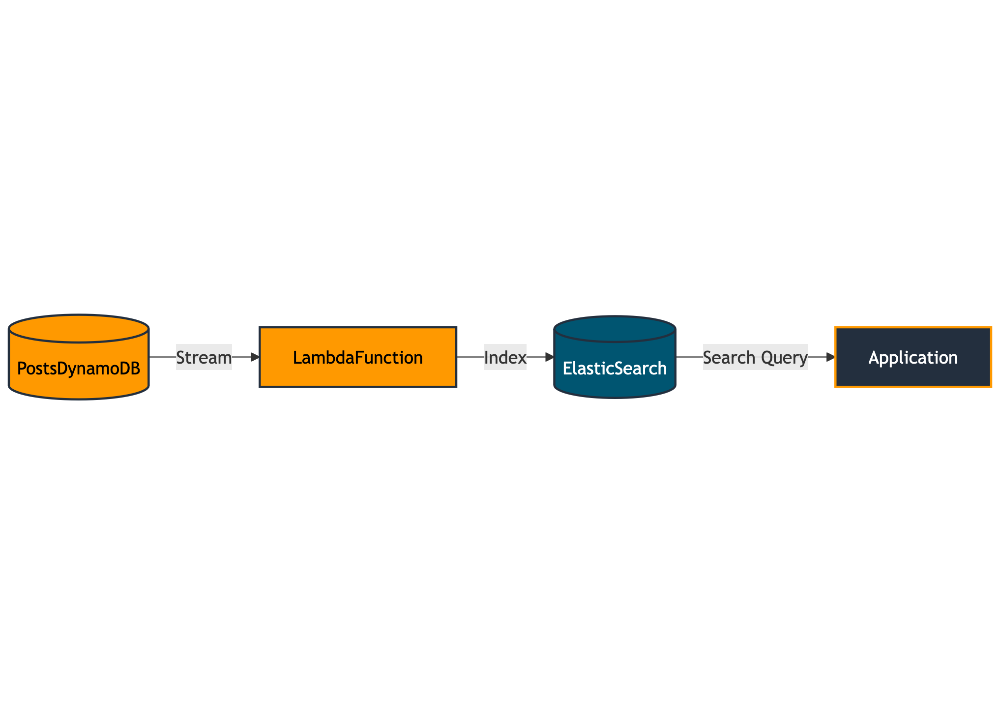 PostsDynamoDB
Stream
LambdaFunction
Index
ElasticSearch
Search Query
Application